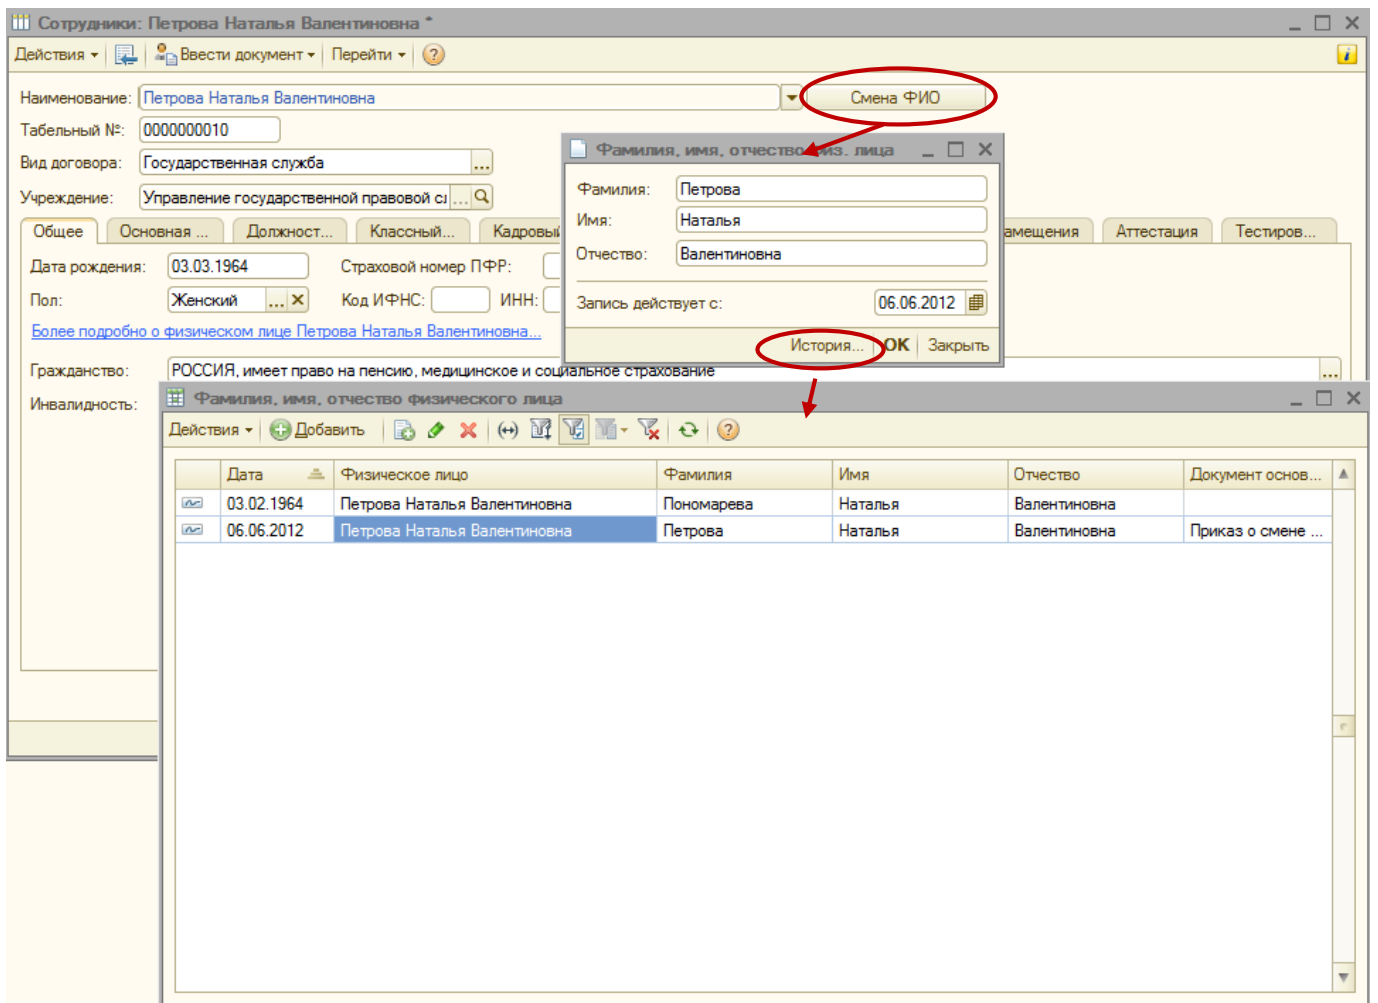 Сотрудники: Петрова Наталья Валентиновна *
Действия Ввести документ Перейти
Наименование: Петрова Наталья Валентиновна Смена ФИО
Табельный №: 0000000010
Вид договора: Государственная служба ...
Учреждение: Управление государственной правовой сл ...
Общее Основная ... Должност... Классный... Кадровый амещения Аттестация Тестиров...
Дата рождения: 03.03.1964 Страховой номер ПФР:
Пол: Женский ... Код ИФНС: ИНН:
Более подробно о физическом лице Петрова Наталья Валентиновна...
Гражданство: РОССИЯ, имеет право на пенсию, медицинское и социальное страхование ...
Инвалидность:
Фамилия, имя, отчество физ. лица
Фамилия: Петрова
Имя: Наталья
Отчество: Валентиновна
Запись действует с: 06.06.2012
История... OK Закрыть
Фамилия, имя, отчество физического лица
Действия Добавить
Дата Физическое лицо Фамилия Имя Отчество Документ основ...
03.02.1964 Петрова Наталья Валентиновна Пономарева Наталья Валентиновна
06.06.2012 Петрова Наталья Валентиновна Петрова Наталья Валентиновна Приказ о смене ...